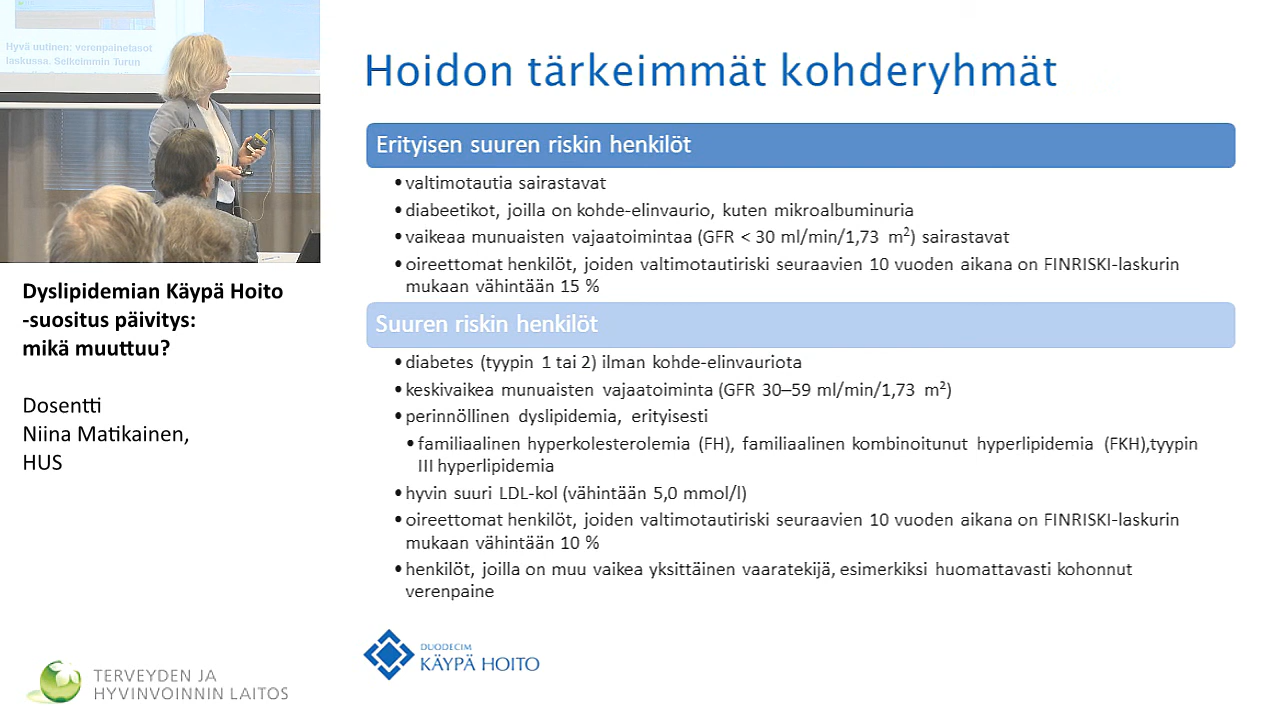 Hyvä uutinen: verenpainetasot
laskussa. Selkeimmin Turun
Dyslipidemian Käypä Hoito
-suositus päivitys:
mikä muuttuu?
Dosentti
Niina Matikainen,
HUS
TERVEYDEN JA
HYVINVOINNIN LAITOS
Hoidon tärkeimmät kohderyhmät
Erityisen suuren riskin henkilöt
•valtimotautia sairastavat
•diabeetikot, joilla on kohde-elinvaurio, kuten mikroalbuminuria
•vaikeaa munuaisten vajaatoimintaa (GFR < 30 ml/min/1,73 m²) sairastavat
•oireettomat henkilöt, joiden valtimotautiriski seuraavien 10 vuoden aikana on FINRISKI-laskurin
mukaan vähintään 15 %
Suuren riskin henkilöt
•diabetes (tyypin 1 tai 2) ilman kohde-elinvauriota
•keskivaikea munuaisten vajaatoiminta (GFR 30–59 ml/min/1,73 m²)
•perinnöllinen dyslipidemia, erityisesti
•familiaalinen hyperkolesterolemia (FH), familiaalinen kombinoitunut hyperlipidemia (FKH),tyypin
III hyperlipidemia
•hyvin suuri LDL-kol (vähintään 5,0 mmol/l)
•oireettomat henkilöt, joiden valtimotautiriski seuraavien 10 vuoden aikana on FINRISKI-laskurin
mukaan vähintään 10 %
•henkilöt, joilla on muu vaikea yksittäinen vaaratekijä, esimerkiksi huomattavasti kohonnut
verenpaine
DUODECIM
KÄYPÄ HOITO